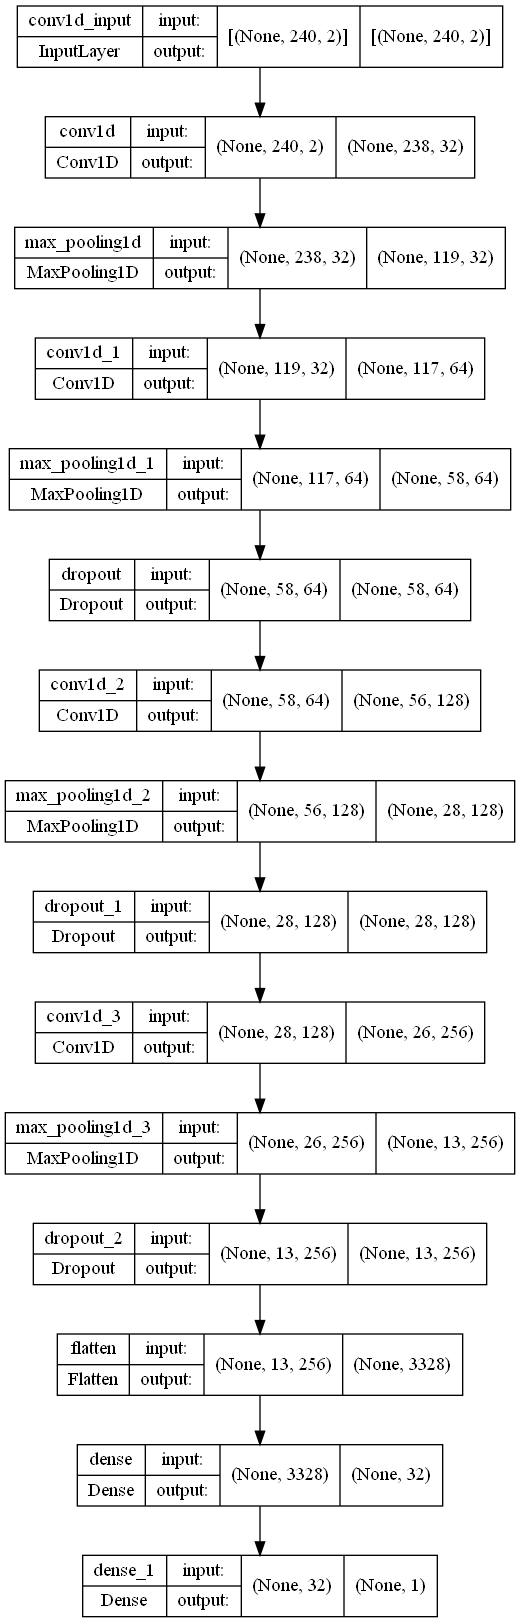 conv1d_input input: [(None, 240, 2)] [(None, 240, 2)]
InputLayer output:
conv1d input: (None, 240, 2) (None, 238, 32)
Conv1D output:
max_pooling1d input: (None, 238, 32) (None, 119, 32)
MaxPooling1D output:
conv1d_1 input: (None, 119, 32) (None, 117, 64)
Conv1D output:
max_pooling1d_1 input: (None, 117, 64) (None, 58, 64)
MaxPooling1D output:
dropout input: (None, 58, 64) (None, 58, 64)
Dropout output:
conv1d_2 input: (None, 58, 64) (None, 56, 128)
Conv1D output:
max_pooling1d_2 input: (None, 56, 128) (None, 28, 128)
MaxPooling1D output:
dropout_1 input: (None, 28, 128) (None, 28, 128)
Dropout output:
conv1d_3 input: (None, 28, 128) (None, 26, 256)
Conv1D output:
max_pooling1d_3 input: (None, 26, 256) (None, 13, 256)
MaxPooling1D output:
dropout_2 input: (None, 13, 256) (None, 13, 256)
Dropout output:
flatten input: (None, 13, 256) (None, 3328)
Flatten output:
dense input: (None, 3328) (None, 32)
Dense output:
dense_1 input: (None, 32) (None, 1)
Dense output: